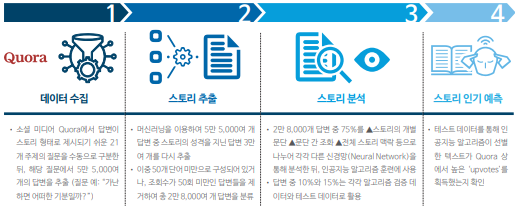 1
2
3
4
Quora
데이터 수집
스토리 추출
스토리 분석
스토리 인기 예측
• 소셜 미디어 Quora에서 답변이
스토리 형태로 제시되기 쉬운 21
개 주제의 질문을 수동으로 구분한
뒤, 해당 질문에서 5만 5,000여
개의 답변을 추출 (질문 예: “가난
하면 어떠한 기분일까?”)
• 머신러닝을 이용하여 5만 5,000여 개
답변 중 스토리의 성격을 지닌 답변 3만
여 개를 다시 추출
• 이중 50개 단어 미만으로 구성되어 있거
나, 조회수가 50회 미만인 답변들을 제
거하여 총 2만 8,000여 개 답변을 분류
• 2만 8,000개 답변 중 75%를 ▲스토리의 개별
문단 ▲문단 간 조화 ▲전체 스토리 맥락 등으로
나누어 각각 다른 신경망(Neural Network)을
통해 분석한 뒤, 인공지능 알고리즘 훈련에 사용
• 답변 중 10%와 15%는 각각 알고리즘 검증 데
이터와 테스트 데이터로 활용
• 테스트 데이터를 통해 인
공지능 알고리즘이 선별
한 텍스트가 Quora 상
에서 높은 ‘upvotes’를
획득했는지 확인